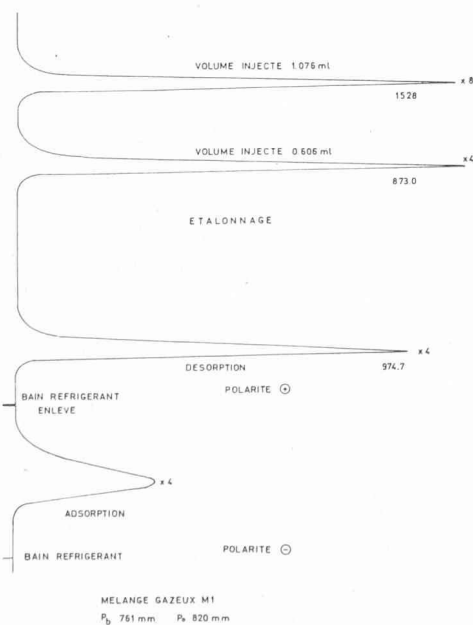 VOLUME INJECTE 1.076 ml
x 8
1528
VOLUME INJECTE 0.606 ml
x 4
873.0
ETALONNAGE
x 4
DESORPTION
974.7
BAIN REFRIGERANT
ENLEVE
POLARITE +
x 4
ADSORPTION
BAIN REFRIGERANT
POLARITE −
MELANGE GAZEUX M1
Pb 761 mm Pe 820 mm